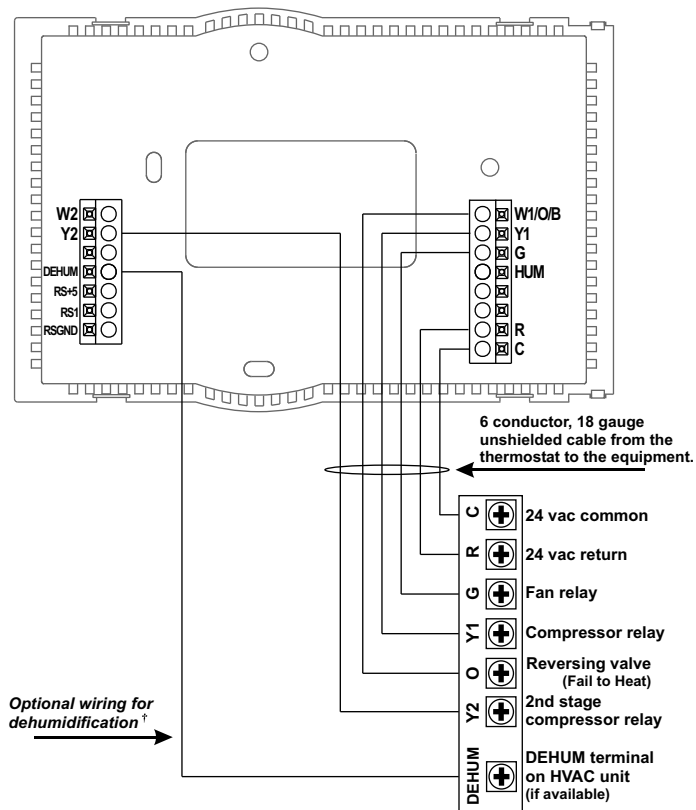 W2
Y2
DEHUM
RS+5
RS1
RSGND
W1/O/B
Y1
G
HUM
R
C
6 conductor, 18 gauge
unshielded cable from the
thermostat to the equipment.
C
24 vac common
R
24 vac return
G
Fan relay
Y1
Compressor relay
O
Reversing valve
(Fail to Heat)
Y2
2nd stage
compressor relay
Optional wiring for
dehumidification †
DEHUM
DEHUM terminal
on HVAC unit
(if available)